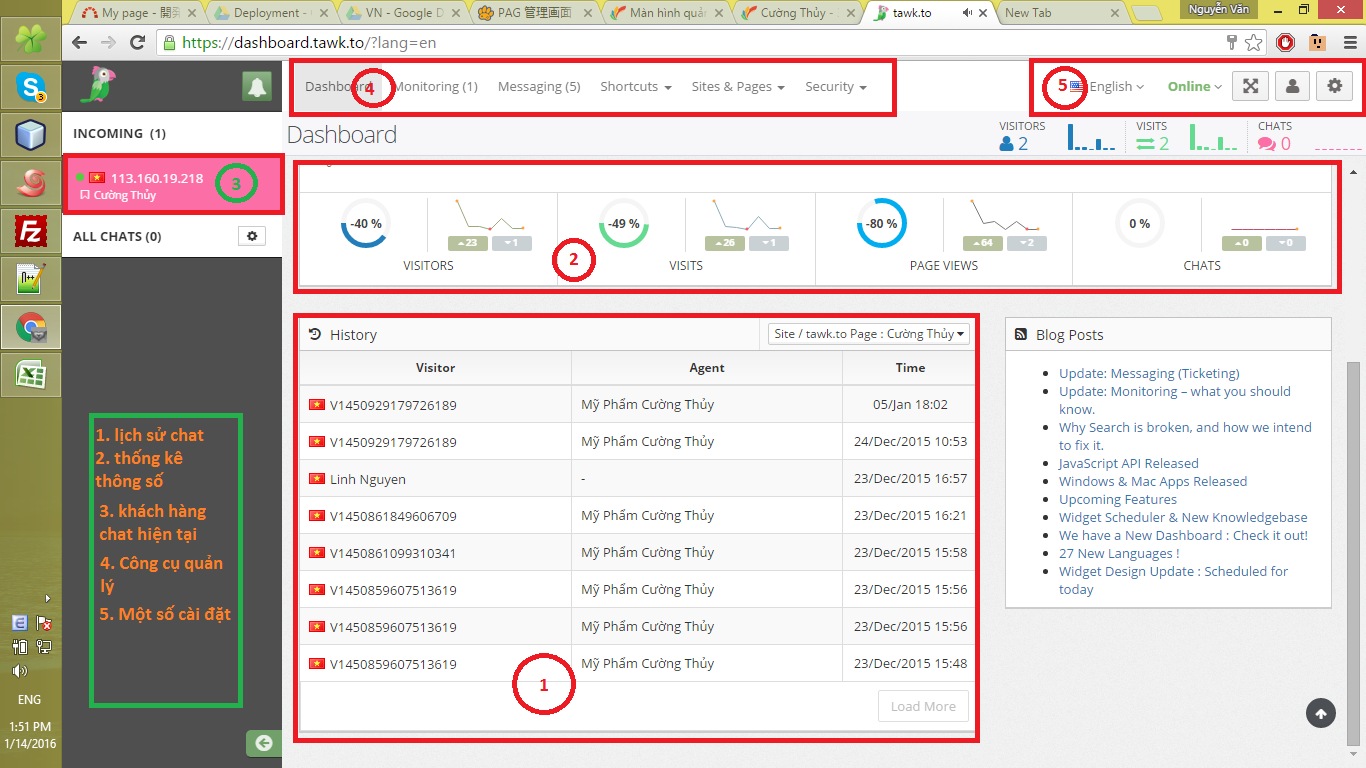 My page - 開発
Deployment -
VN - Google D
PAG 管理画面
Màn hình quản
Cường Thủy -
tawk.to
New Tab
Nguyễn Văn
https://dashboard.tawk.to/?lang=en
Dashboard
4
Monitoring (1)
Messaging (5)
Shortcuts
Sites & Pages
Security
5
English
Online
INCOMING (1)
113.160.19.218
Cường Thủy
3
ALL CHATS (0)
Dashboard
VISITORS
2
VISITS
2
CHATS
0
-40 %
23
1
VISITORS
-49 %
26
1
VISITS
-80 %
64
2
PAGE VIEWS
0 %
0
0
CHATS
2
History
Site / tawk.to Page : Cường Thủy
Visitor Agent Time
V1450929179726189 Mỹ Phẩm Cường Thủy 05/Jan 18:02
V1450929179726189 Mỹ Phẩm Cường Thủy 24/Dec/2015 10:53
Linh Nguyen - 23/Dec/2015 16:57
V1450861849606709 Mỹ Phẩm Cường Thủy 23/Dec/2015 16:21
V1450861099310341 Mỹ Phẩm Cường Thủy 23/Dec/2015 15:58
V1450859607513619 Mỹ Phẩm Cường Thủy 23/Dec/2015 15:56
V1450859607513619 Mỹ Phẩm Cường Thủy 23/Dec/2015 15:56
V1450859607513619 Mỹ Phẩm Cường Thủy 23/Dec/2015 15:48
1
Load More
Blog Posts
Update: Messaging (Ticketing)
Update: Monitoring – what you should
know.
Why Search is broken, and how we intend
to fix it.
JavaScript API Released
Windows & Mac Apps Released
Upcoming Features
Widget Scheduler & New Knowledgebase
We have a New Dashboard : Check it out!
27 New Languages !
Widget Design Update : Scheduled for
today
1. lịch sử chat
2. thống kê
thông số
3. khách hàng
chat hiện tại
4. Công cụ quản
lý
5. Một số cài đặt
3
ENG
1:51 PM
1/14/2016